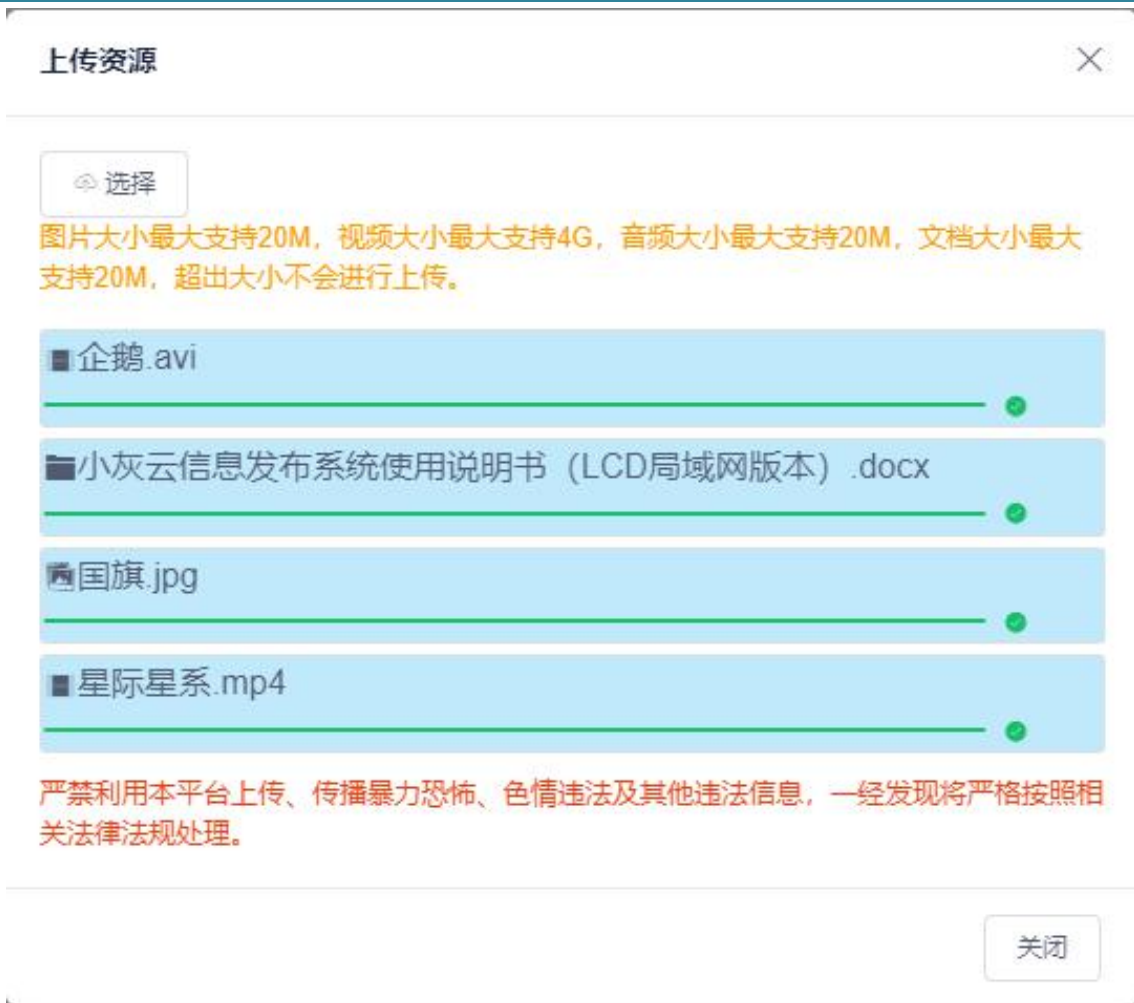 上传资源
选择
图片大小最大支持20M，视频大小最大支持4G，音频大小最大支持20M，文档大小最大
支持20M，超出大小不会进行上传。
企鹅.avi
小灰云信息发布系统使用说明书（LCD局域网版本）.docx
国旗.jpg
星际星系.mp4
严禁利用本平台上传、传播暴力恐怖、色情违法及其他违法信息，一经发现将严格按照相
关法律法规处理。
关闭